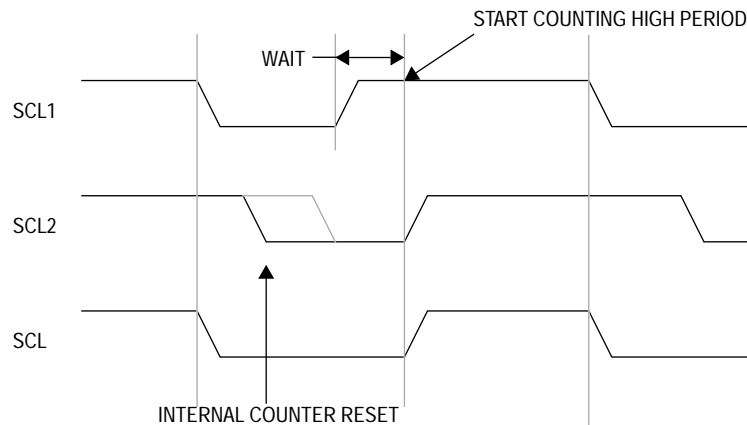 START COUNTING HIGH PERIOD
WAIT
SCL1
SCL2
SCL
INTERNAL COUNTER RESET